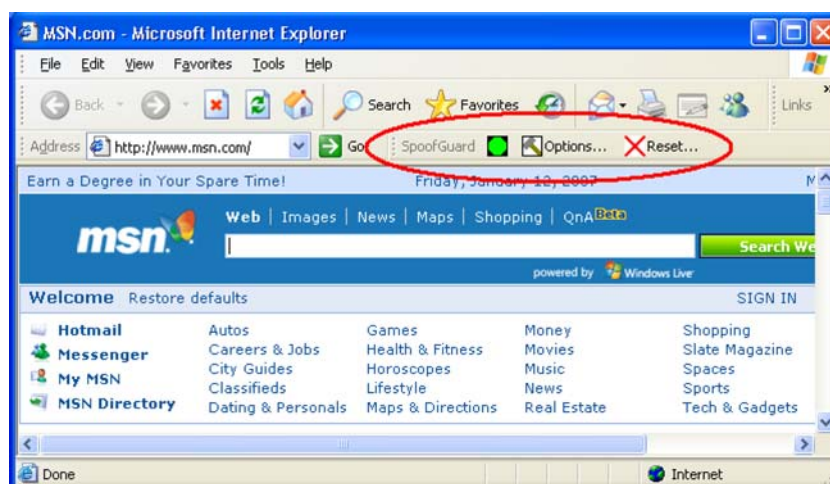 MSN.com - Microsoft Internet Explorer
File Edit View Favorites Tools Help
Back Search Favorites Links »
Address http://www.msn.com/ Go SpoofGuard Options... Reset...
Earn a Degree in Your Spare Time! Friday, January 12, 2007 M
msn Web | Images | News | Maps | Shopping | QnA Beta
Search We
powered by Windows Live
Welcome Restore defaults SIGN IN
Hotmail Autos Games Money Shopping
Messenger Careers & Jobs Health & Fitness Movies Slate Magazine
My MSN City Guides Horoscopes Music Spaces
MSN Directory Classifieds Lifestyle News Sports
Dating & Personals Maps & Directions Real Estate Tech & Gadgets
Done Internet